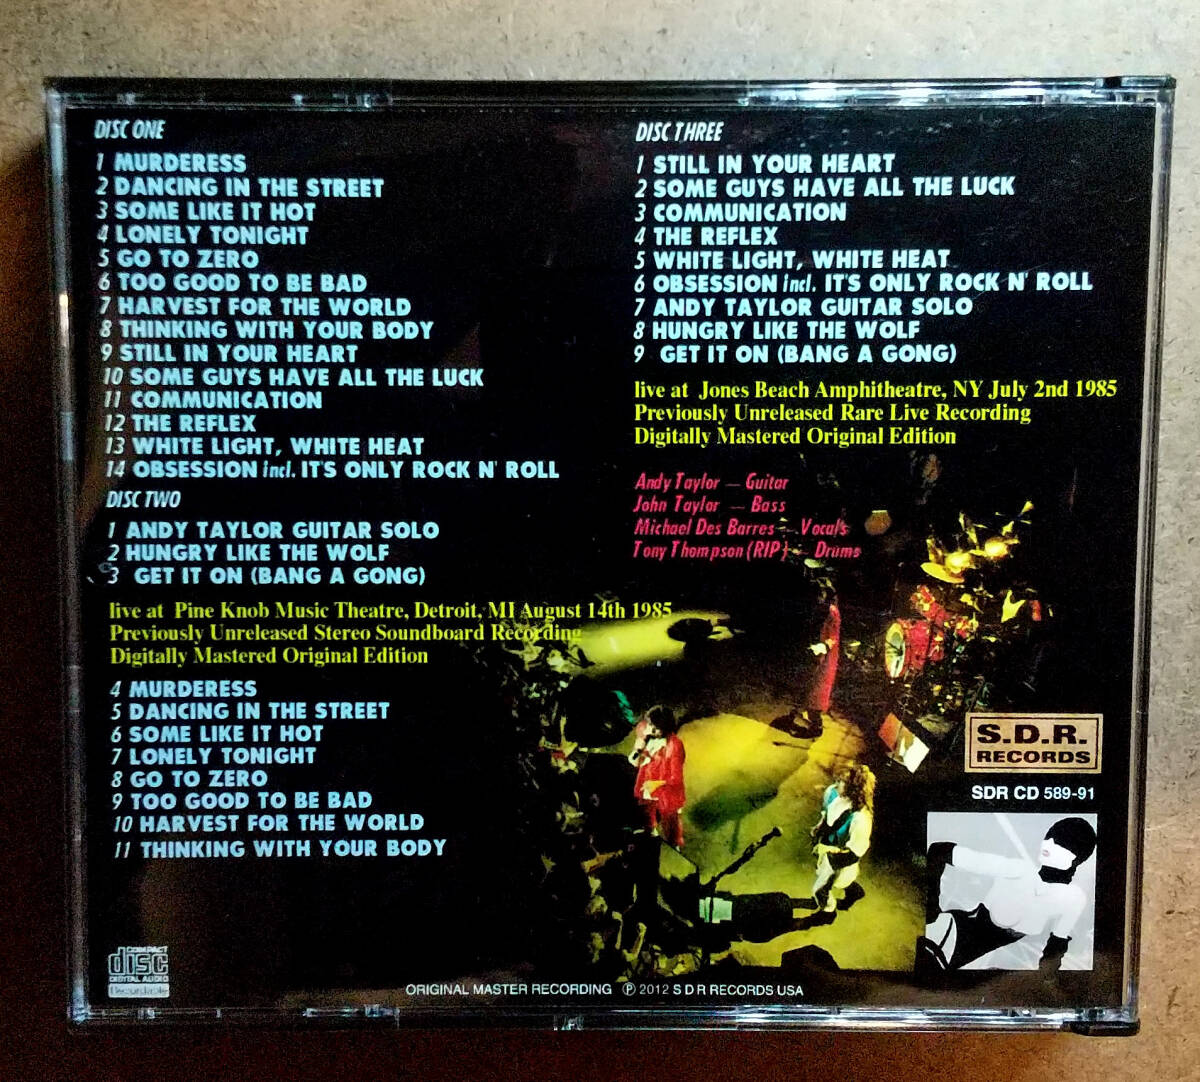 DISC ONE
1 MURDERESS
2 DANCING IN THE STREET
3 SOME LIKE IT HOT
4 LONELY TONIGHT
5 GO TO ZERO
6 TOO GOOD TO BE BAD
7 HARVEST FOR THE WORLD
8 THINKING WITH YOUR BODY
9 STILL IN YOUR HEART
10 SOME GUYS HAVE ALL THE LUCK
11 COMMUNICATION
12 THE REFLEX
13 WHITE LIGHT, WHITE HEAT
14 OBSESSION incl. IT'S ONLY ROCK N' ROLL
DISC TWO
1 ANDY TAYLOR GUITAR SOLO
2 HUNGRY LIKE THE WOLF
3 GET IT ON (BANG A GONG)
live at Pine Knob Music Theatre, Detroit, MI August 14th 1985
Previously Unreleased Stereo Soundboard Recording
Digitally Mastered Original Edition
4 MURDERESS
5 DANCING IN THE STREET
6 SOME LIKE IT HOT
7 LONELY TONIGHT
8 GO TO ZERO
9 TOO GOOD TO BE BAD
10 HARVEST FOR THE WORLD
11 THINKING WITH YOUR BODY
DISC THREE
1 STILL IN YOUR HEART
2 SOME GUYS HAVE ALL THE LUCK
3 COMMUNICATION
4 THE REFLEX
5 WHITE LIGHT, WHITE HEAT
6 OBSESSION incl. IT'S ONLY ROCK N' ROLL
7 ANDY TAYLOR GUITAR SOLO
8 HUNGRY LIKE THE WOLF
9 GET IT ON (BANG A GONG)
live at Jones Beach Amphitheatre, NY July 2nd 1985
Previously Unreleased Rare Live Recording
Digitally Mastered Original Edition
Andy Taylor – Guitar
John Taylor – Bass
Michael Des Barres – Vocals
Tony Thompson (RIP) – Drums
S.D.R.
RECORDS
SDR CD 589-91
COMPACT
disc
DIGITAL AUDIO
Recordable
ORIGINAL MASTER RECORDING ℗ 2012 S D R RECORDS USA